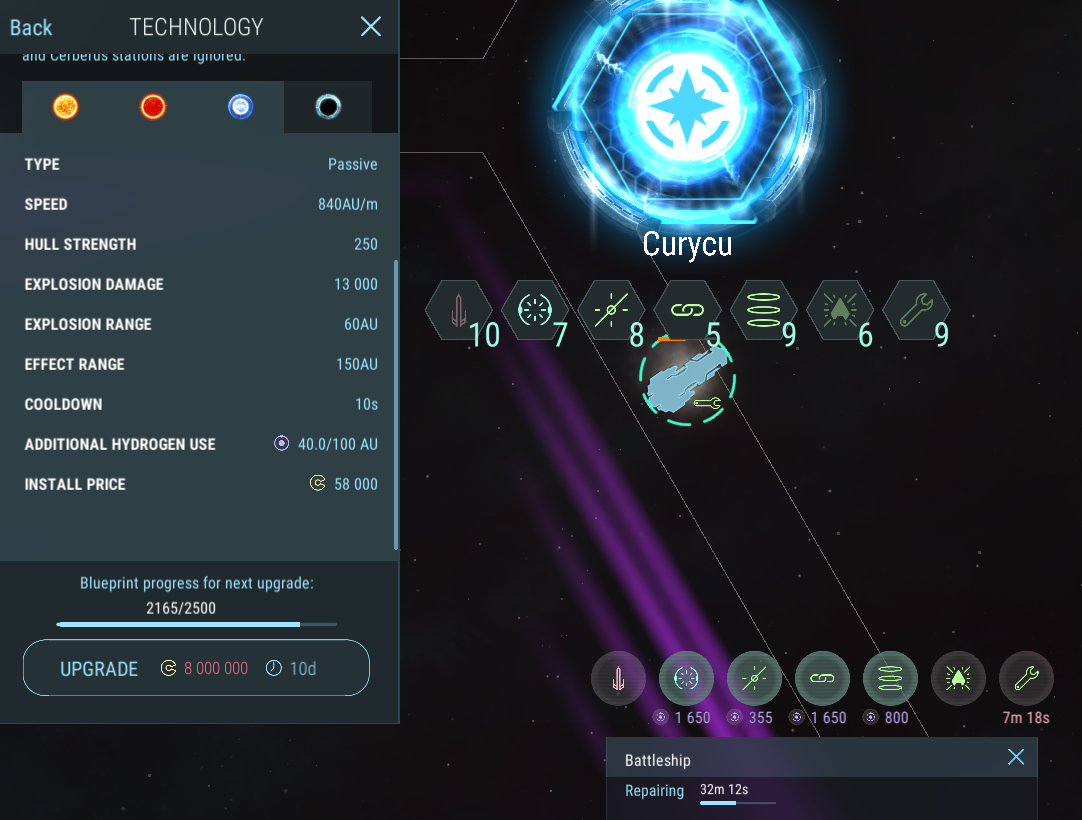 Back TECHNOLOGY
and Cerberus stations are ignored.
TYPE Passive
SPEED 840AU/m
HULL STRENGTH 250
EXPLOSION DAMAGE 13 000
EXPLOSION RANGE 60AU
EFFECT RANGE 150AU
COOLDOWN 10s
ADDITIONAL HYDROGEN USE 40.0/100 AU
INSTALL PRICE 58 000
Blueprint progress for next upgrade:
2165/2500
UPGRADE 8 000 000 10d
Curycu
10 7 8 5 9 6 9
1 650 355 1 650 800 7m 18s
Battleship
Repairing 32m 12s